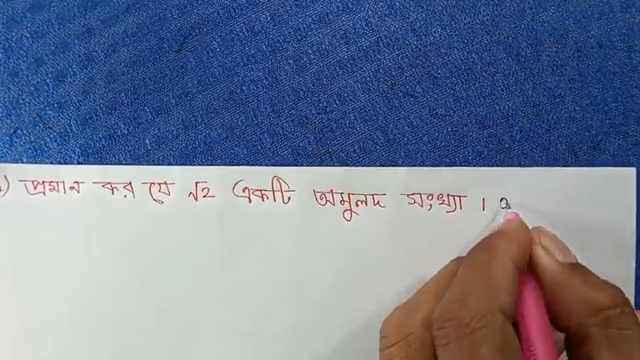 ) প্রমান কর যে √2 একটি অমুলদ সংখ্যা ।